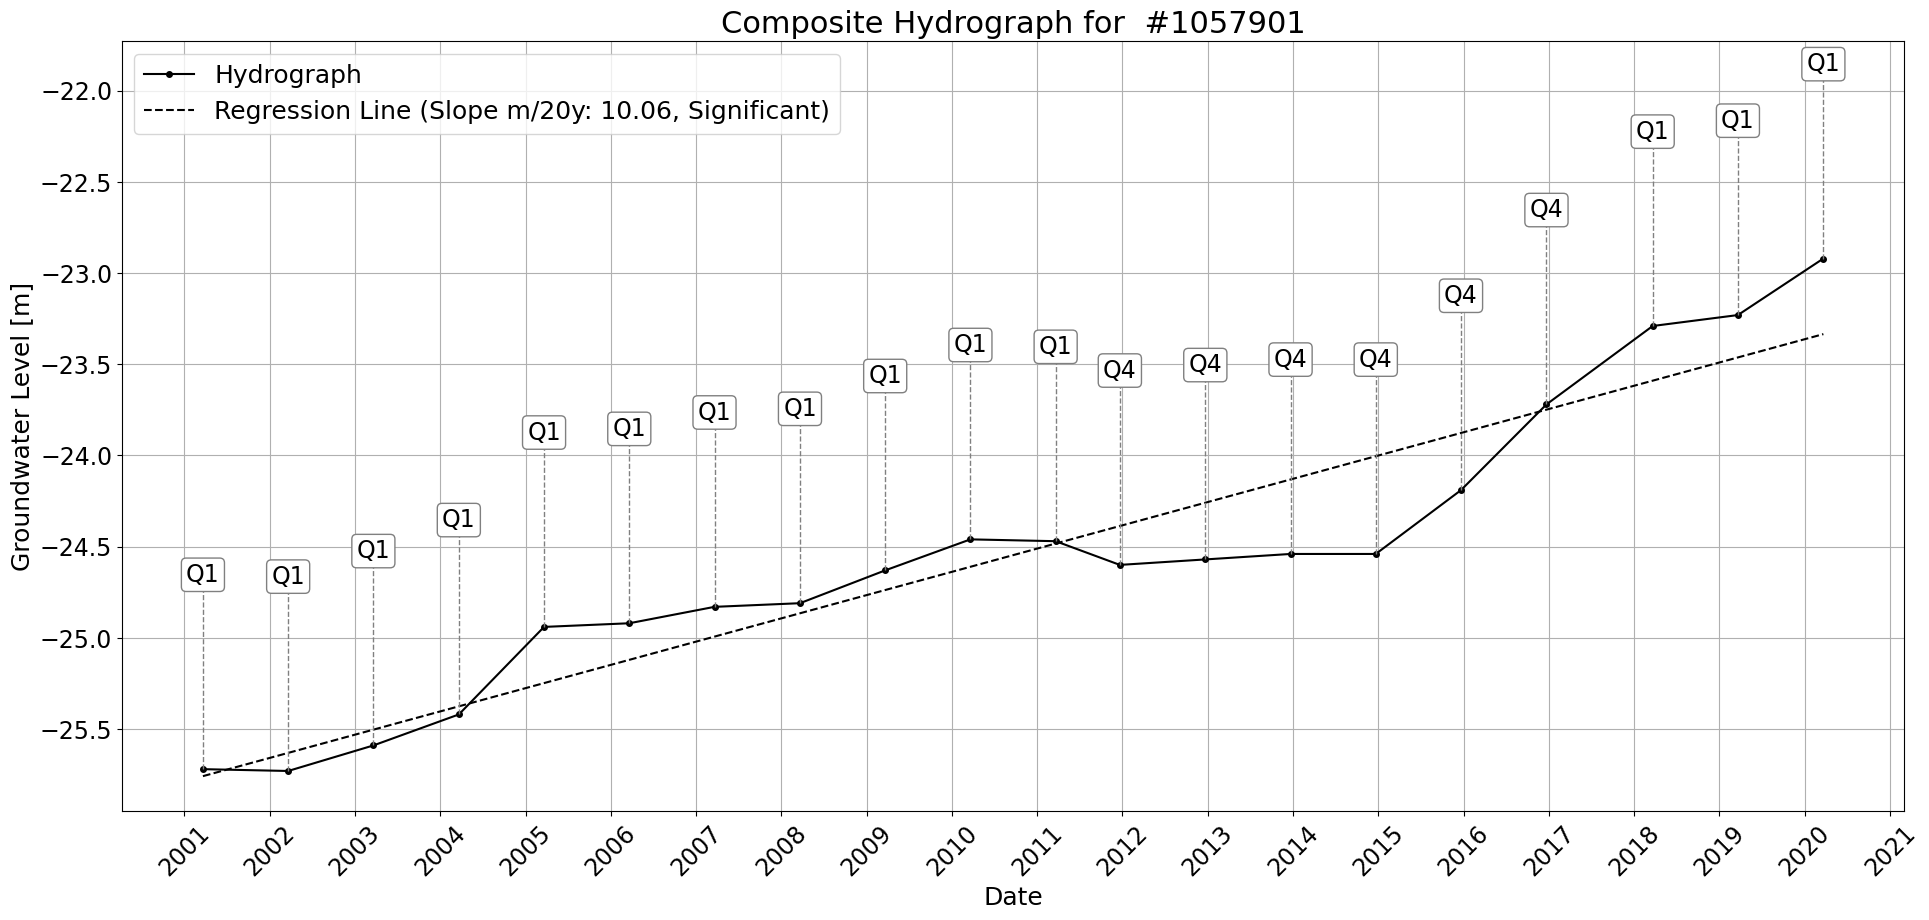 Composite Hydrograph for  #1057901
Hydrograph
Regression Line (Slope m/20y: 10.06, Significant)
Groundwater Level [m]
−22.0
−22.5
−23.0
−23.5
−24.0
−24.5
−25.0
−25.5
Q1
Q1
Q1
Q1
Q1
Q1
Q1
Q1
Q1
Q1
Q1
Q4
Q4
Q4
Q4
Q4
Q4
Q1
Q1
Q1
2001
2002
2003
2004
2005
2006
2007
2008
2009
2010
2011
2012
2013
2014
2015
2016
2017
2018
2019
2020
2021
Date